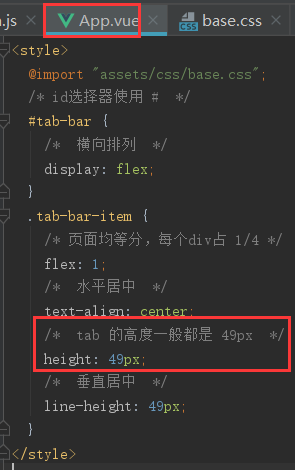 n.js App.vue base.css
<style>
@import "assets/css/base.css";
/* id选择器使用 # */
#tab-bar {
/* 横向排列 */
display: flex;
}
.tab-bar-item {
/* 页面均等分，每个div占 1/4 */
flex: 1;
/* 水平居中 */
text-align: center;
/* tab 的高度一般都是 49px */
height: 49px;
/* 垂直居中 */
line-height: 49px;
}
</style>